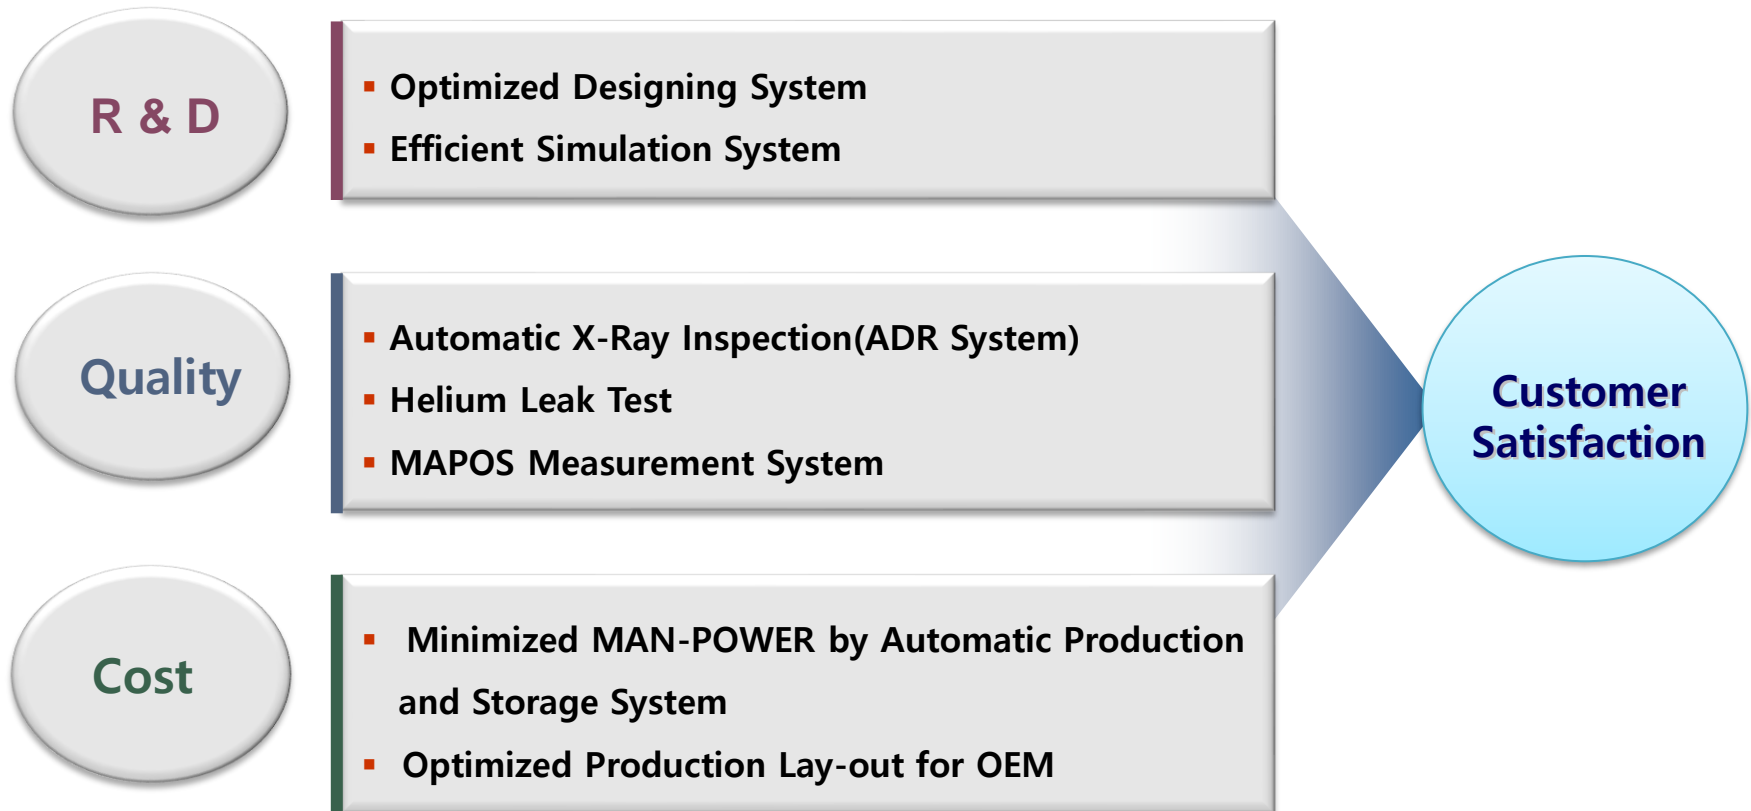 R & D
▪ Optimized Designing System
▪ Efficient Simulation System
Quality
▪ Automatic X-Ray Inspection(ADR System)
▪ Helium Leak Test
▪ MAPOS Measurement System
Cost
▪ Minimized MAN-POWER by Automatic Production
and Storage System
▪ Optimized Production Lay-out for OEM
Customer
Satisfaction